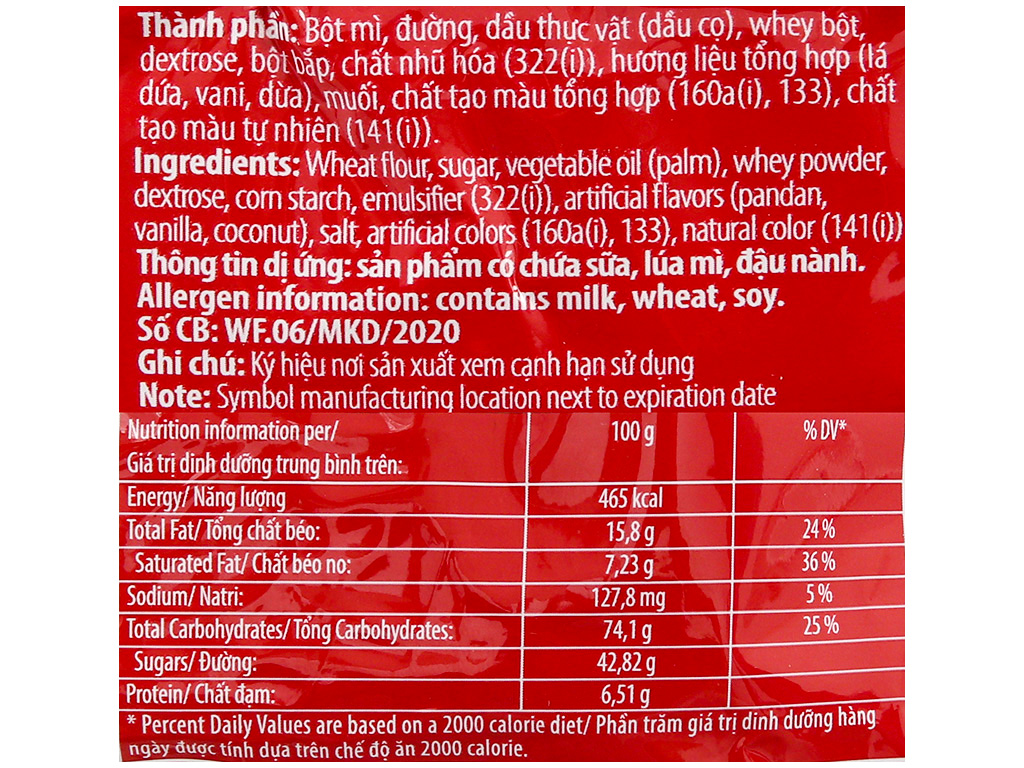 Thành phần: Bột mì, đường, dầu thực vật (dầu cọ), whey bột,
dextrose, bột bắp, chất nhũ hóa (322(i)), hương liệu tổng hợp (lá
dứa, vani, dừa), muối, chất tạo màu tổng hợp (160a(i), 133), chất
tạo màu tự nhiên (141(i)).
Ingredients: Wheat flour, sugar, vegetable oil (palm), whey powder,
dextrose, corn starch, emulsifier (322(i)), artificial flavors (pandan,
vanilla, coconut), salt, artificial colors (160a(i), 133), natural color (141(i))
Thông tin dị ứng: sản phẩm có chứa sữa, lúa mì, đậu nành.
Allergen information: contains milk, wheat, soy.
Số CB: WF.06/MKD/2020
Ghi chú: Ký hiệu nơi sản xuất xem cạnh hạn sử dụng
Note: Symbol manufacturing location next to expiration date
Nutrition information per/ 100 g % DV*
Giá trị dinh dưỡng trung bình trên:
Energy/ Năng lượng 465 kcal
Total Fat/ Tổng chất béo: 15,8 g 24 %
Saturated Fat/ Chất béo no: 7,23 g 36 %
Sodium/ Natri: 127,8 mg 5 %
Total Carbohydrates/ Tổng Carbohydrates: 74,1 g 25 %
Sugars/ Đường: 42,82 g
Protein/ Chất đạm: 6,51 g
* Percent Daily Values are based on a 2000 calorie diet/ Phần trăm giá trị dinh dưỡng hàng
ngày được tính dựa trên chế độ ăn 2000 calorie.